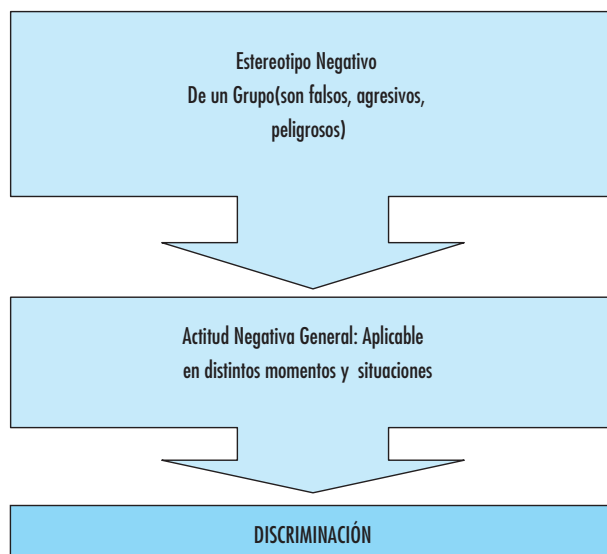 Estereotipo Negativo
De un Grupo(son falsos, agresivos,
peligrosos)
Actitud Negativa General: Aplicable
en distintos momentos y situaciones
DISCRIMINACIÓN